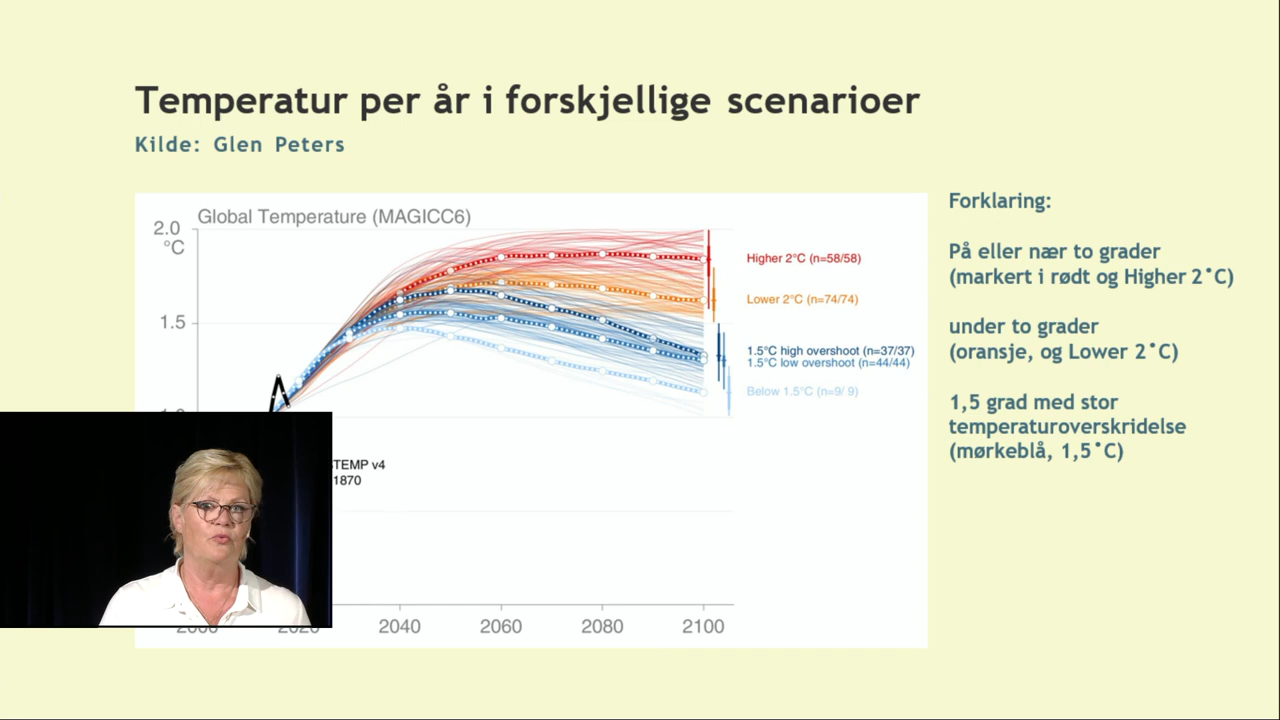 Temperatur per år i forskjellige scenarioer
Kilde: Glen Peters
Global Temperature (MAGICC6)
2.0
°C
1.5
Higher 2°C (n=58/58)
Lower 2°C (n=74/74)
1.5°C high overshoot (n=37/37)
1.5°C low overshoot (n=44/44)
Below 1.5°C (n=9/ 9)
TEMP v4
1870
2000
2020
2040
2060
2080
2100
Forklaring:
På eller nær to grader
(markert i rødt og Higher 2˚C)
under to grader
(oransje, og Lower 2˚C)
1,5 grad med stor
temperaturoverskridelse
(mørkeblå, 1,5˚C)